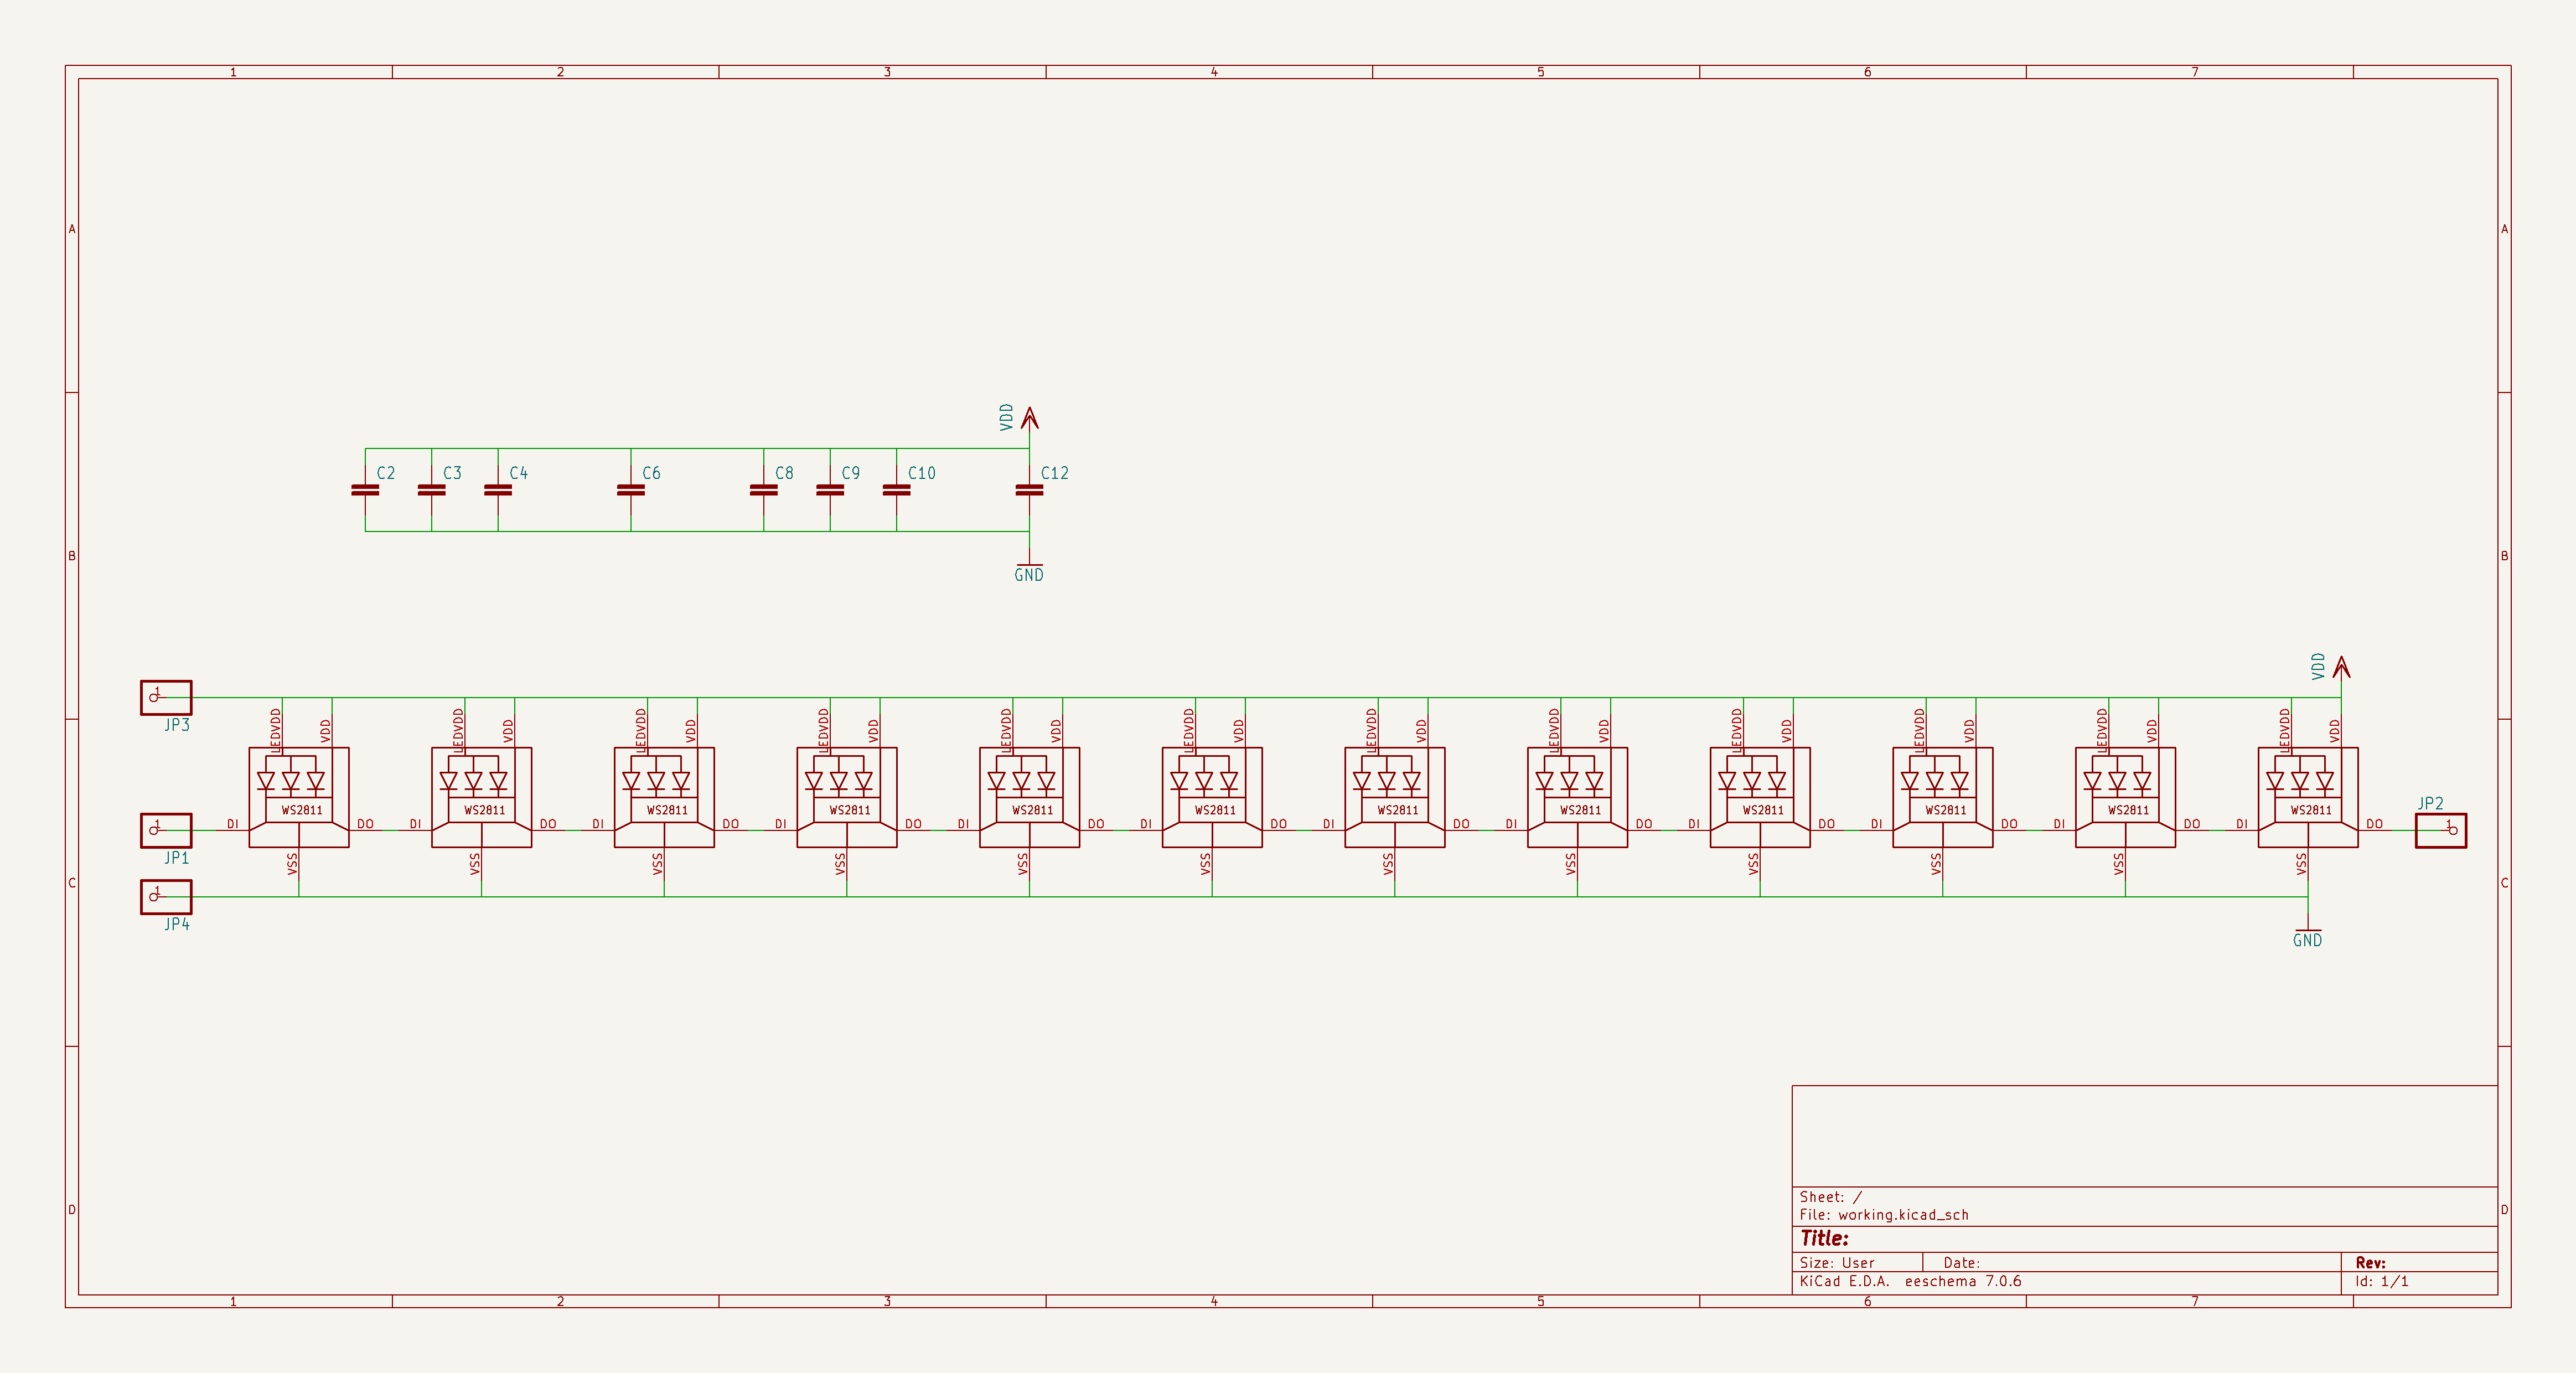 1 2 3 4 5 6 7
A A
VDD
C2 C3 C4 C6 C8 C9 C10 C12
B B
GND
VDD
1
JP3
LEDVDD VDD LEDVDD VDD LEDVDD VDD LEDVDD VDD LEDVDD VDD LEDVDD VDD LEDVDD VDD LEDVDD VDD LEDVDD VDD LEDVDD VDD LEDVDD VDD LEDVDD VDD
JP2
WS2811 WS2811 WS2811 WS2811 WS2811 WS2811 WS2811 WS2811 WS2811 WS2811 WS2811 WS2811
1 DI DO DI DO DI DO DI DO DI DO DI DO DI DO DI DO DI DO DI DO DI DO DI DO 1
JP1
VSS VSS VSS VSS VSS VSS VSS VSS VSS VSS VSS VSS
C C
1
JP4
GND
Sheet: /
D D
File: working.kicad_sch
Title:
Size: User Date: Rev:
KiCad E.D.A. eeschema 7.0.6 Id: 1/1
1 2 3 4 5 6 7